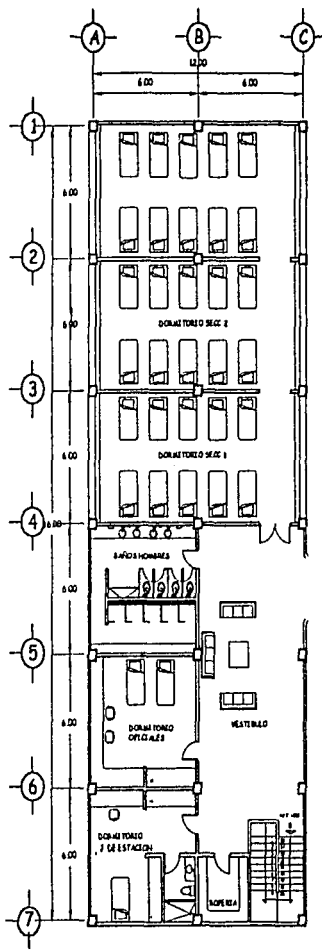 A B C
12.00
6.00 6.00
1
6.00
2
6.00
DORMITORIO SECC 2
3
6.00
DORMITORIO SECC 1
4
6.00
BAÑOS HOMBRES
6.00
5
DORMITORIO
OFICIALES
VESTIBULO
6.00
6
DORMITORIO
J DE ESTACION
6.00
ROPERIA
7